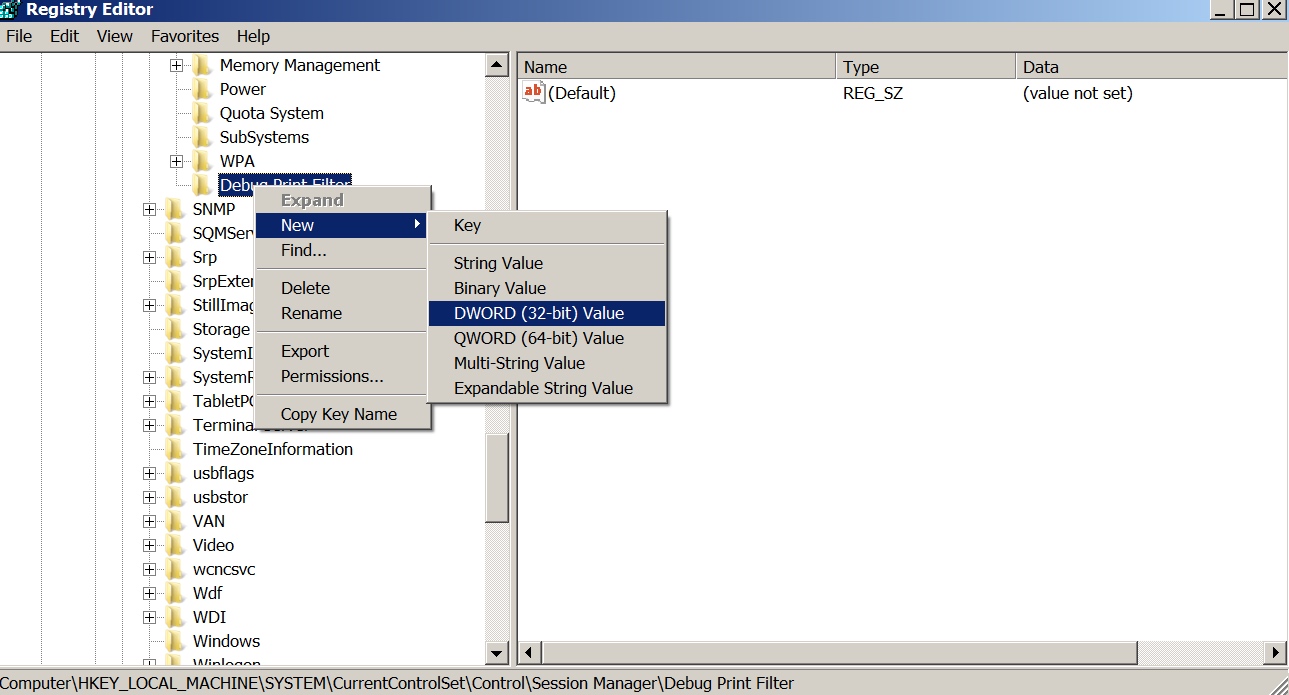 Registry Editor
File Edit View Favorites Help
Name Type Data
(Default) REG_SZ (value not set)
Memory Management
Power
Quota System
SubSystems
WPA
Debug Print Filter
SNMP
SQMSer
Srp
SrpExte
StillImag
Storage
SystemI
SystemR
TabletPC
Terminal Server
TimeZoneInformation
usbflags
usbstor
VAN
Video
wcncsvc
Wdf
WDI
Windows
Winlogon
Expand
New
Find...
Delete
Rename
Export
Permissions...
Copy Key Name
Key
String Value
Binary Value
DWORD (32-bit) Value
QWORD (64-bit) Value
Multi-String Value
Expandable String Value
Computer\HKEY_LOCAL_MACHINE\SYSTEM\CurrentControlSet\Control\Session Manager\Debug Print Filter